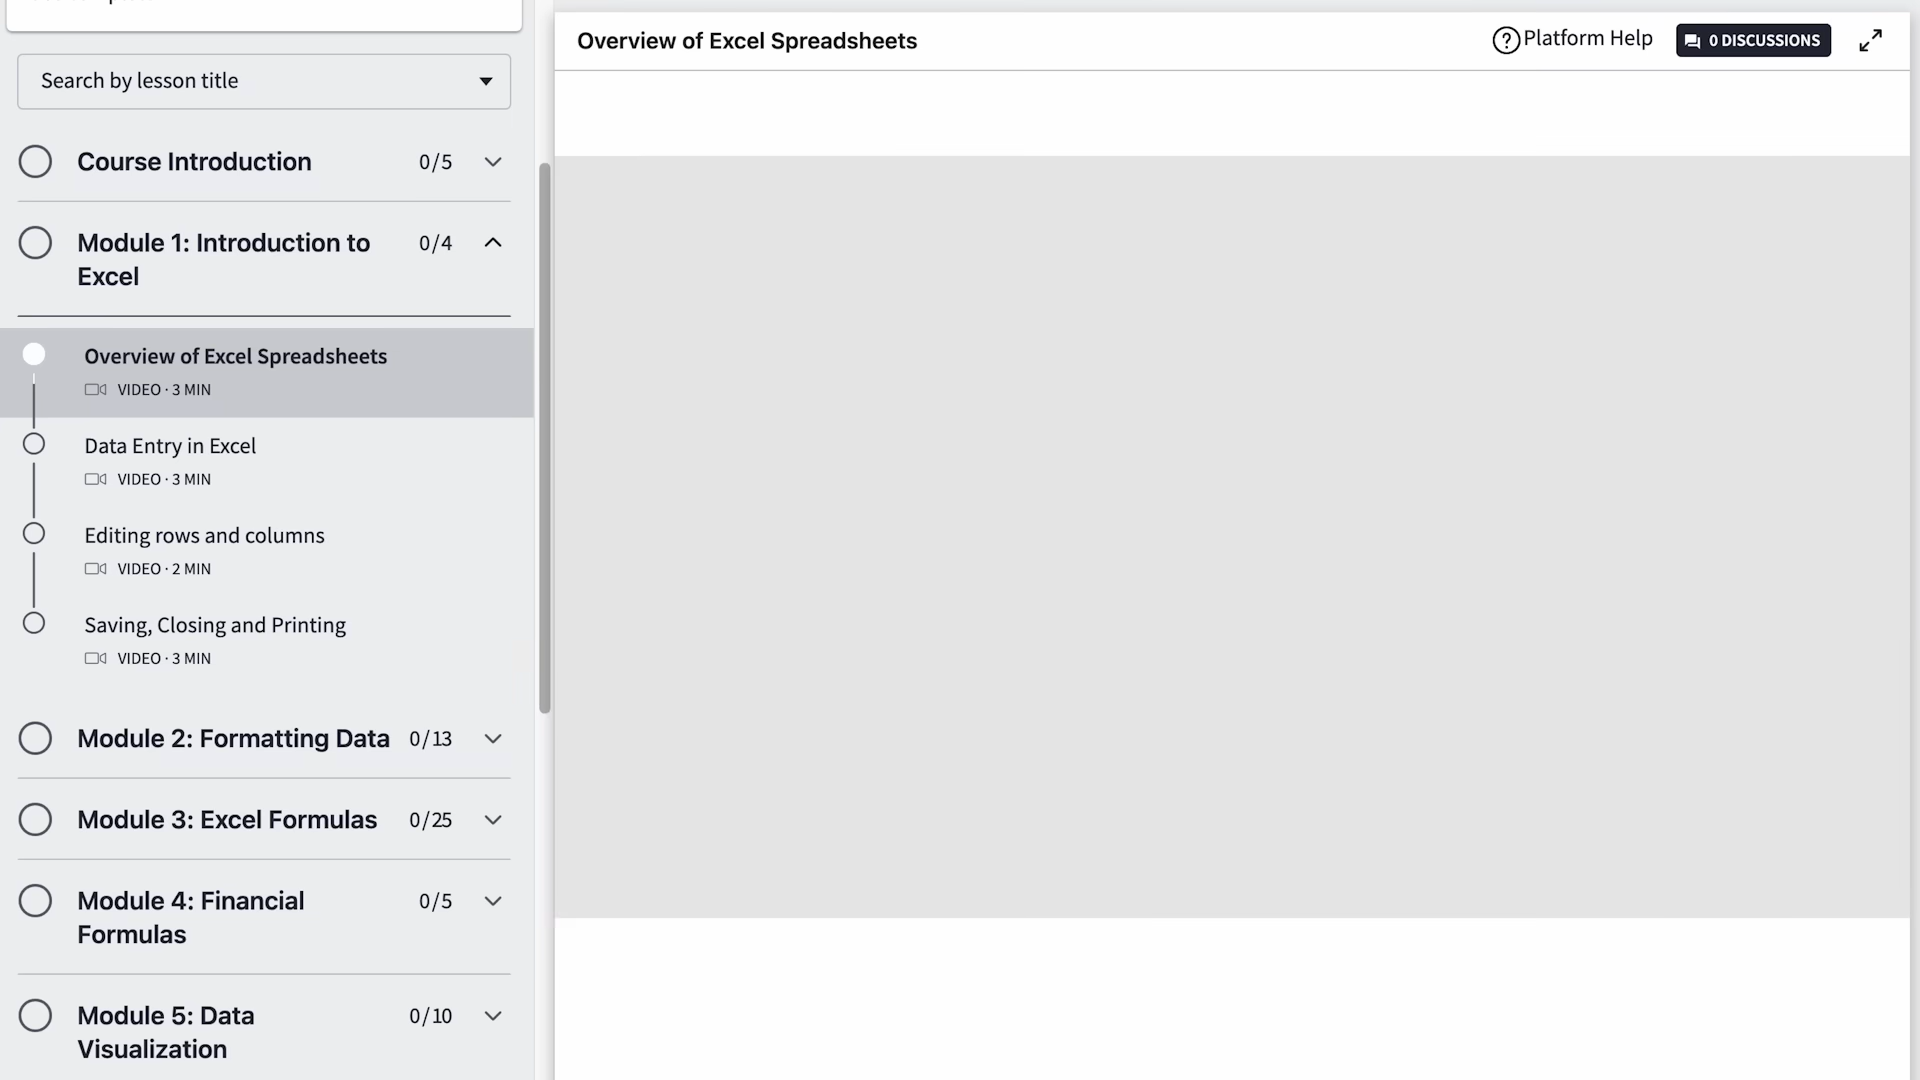 Search by lesson title
Course Introduction 0/5
Module 1: Introduction to 0/4
Excel
Overview of Excel Spreadsheets
VIDEO · 3 MIN
Data Entry in Excel
VIDEO · 3 MIN
Editing rows and columns
VIDEO · 2 MIN
Saving, Closing and Printing
VIDEO · 3 MIN
Module 2: Formatting Data 0/13
Module 3: Excel Formulas 0/25
Module 4: Financial 0/5
Formulas
Module 5: Data 0/10
Visualization
Overview of Excel Spreadsheets
Platform Help
0 DISCUSSIONS